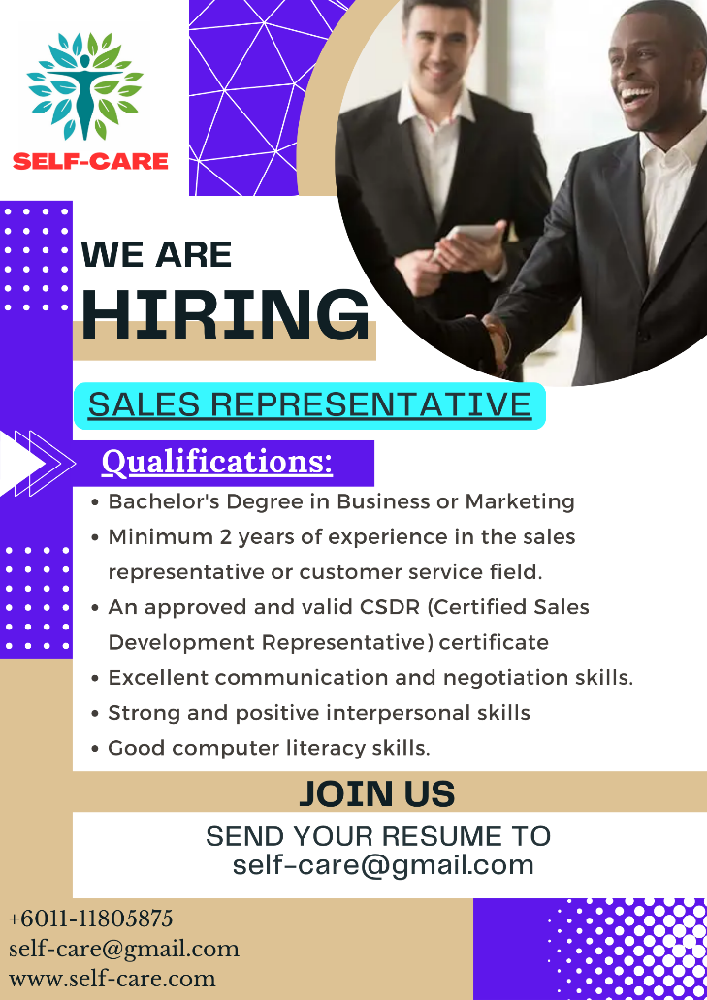 SELF-CARE
WE ARE
HIRING
SALES REPRESENTATIVE
Qualifications:
• Bachelor's Degree in Business or Marketing
• Minimum 2 years of experience in the sales
representative or customer service field.
• An approved and valid CSDR (Certified Sales
Development Representative) certificate
• Excellent communication and negotiation skills.
• Strong and positive interpersonal skills
• Good computer literacy skills.
JOIN US
SEND YOUR RESUME TO
self-care@gmail.com
+6011-11805875
self-care@gmail.com
www.self-care.com